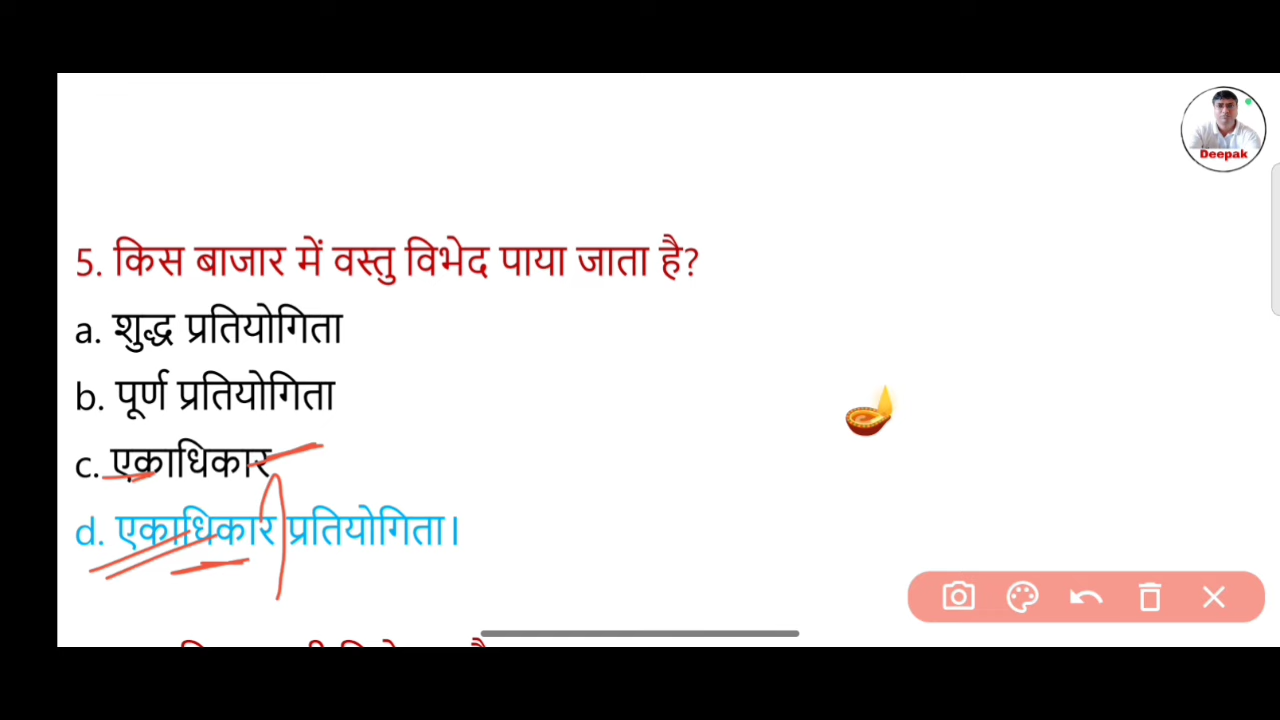 Deepak
5. किस बाजार में वस्तु विभेद पाया जाता है?
a. शुद्ध प्रतियोगिता
b. पूर्ण प्रतियोगिता
c. एकाधिकार
d. एकाधिकार प्रतियोगिता।